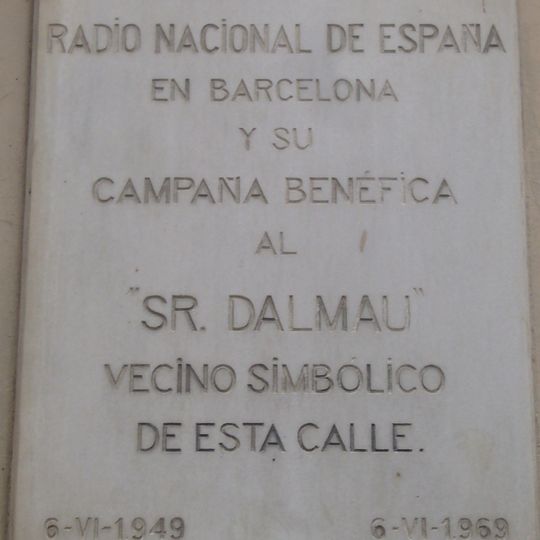 RADIO NACIONAL DE ESPAÑA
EN BARCELONA
Y SU
CAMPAÑA BENÉFICA
AL
"SR. DALMAU"
VECINO SIMBÓLICO
DE ESTA CALLE.
6-VI-1949 6-VI-1969